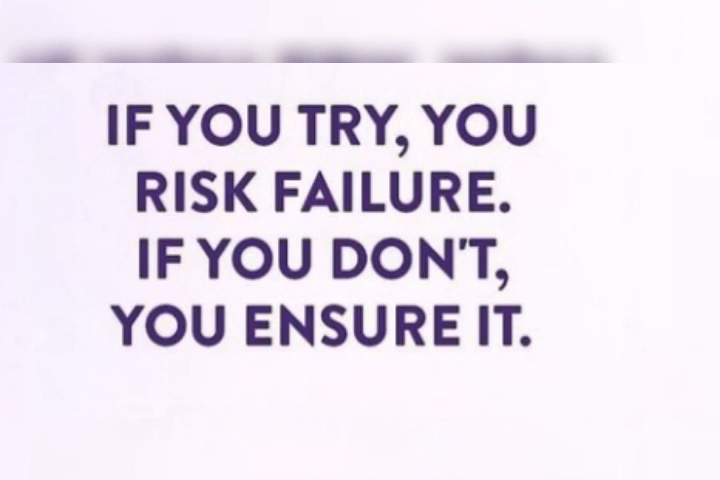 IF YOU TRY, YOU
RISK FAILURE.
IF YOU DON'T,
YOU ENSURE IT.